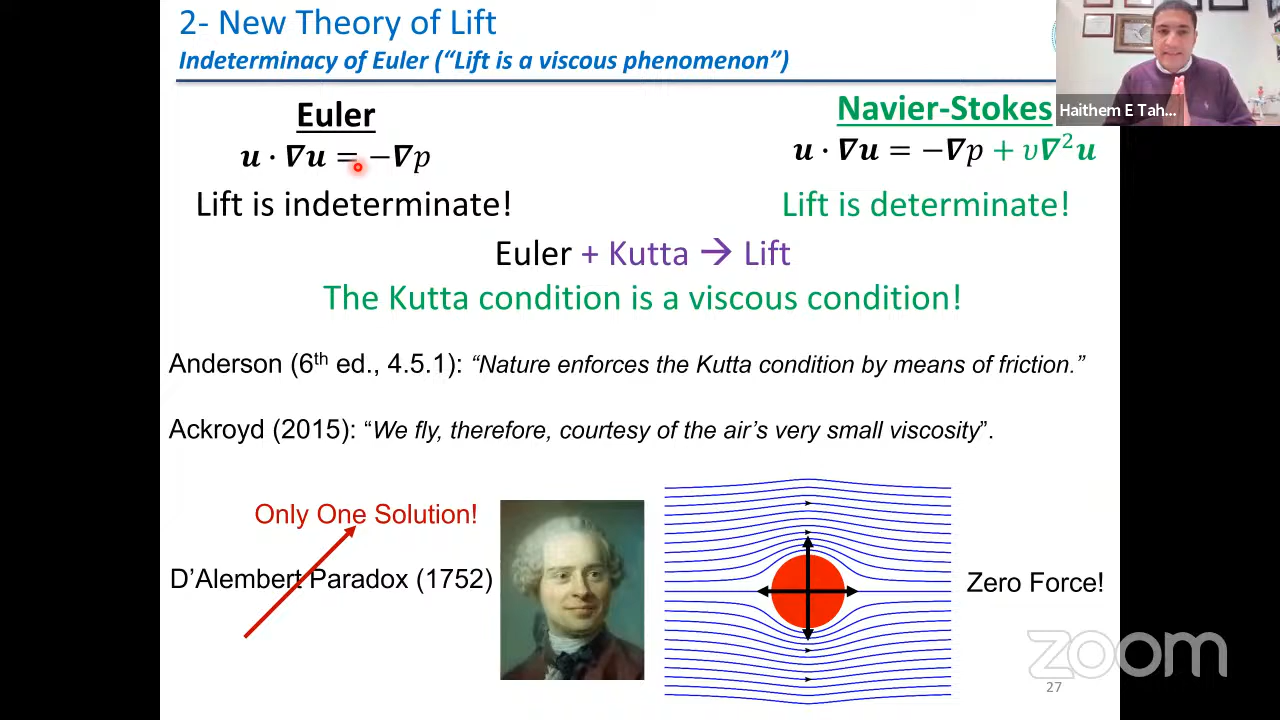 2- New Theory of Lift
Indeterminacy of Euler (“Lift is a viscous phenomenon”)
Haithem E Tah...
Euler
Navier-Stokes
𝒖 · 𝜵𝒖 = −𝜵p
𝒖 · 𝜵𝒖 = −𝜵p + υ𝜵²𝒖
Lift is indeterminate!
Lift is determinate!
Euler + Kutta → Lift
The Kutta condition is a viscous condition!
Anderson (6th ed., 4.5.1): “Nature enforces the Kutta condition by means of friction.”
Ackroyd (2015): “We fly, therefore, courtesy of the air’s very small viscosity”.
Only One Solution!
D’Alembert Paradox (1752)
Zero Force!
zoom
27